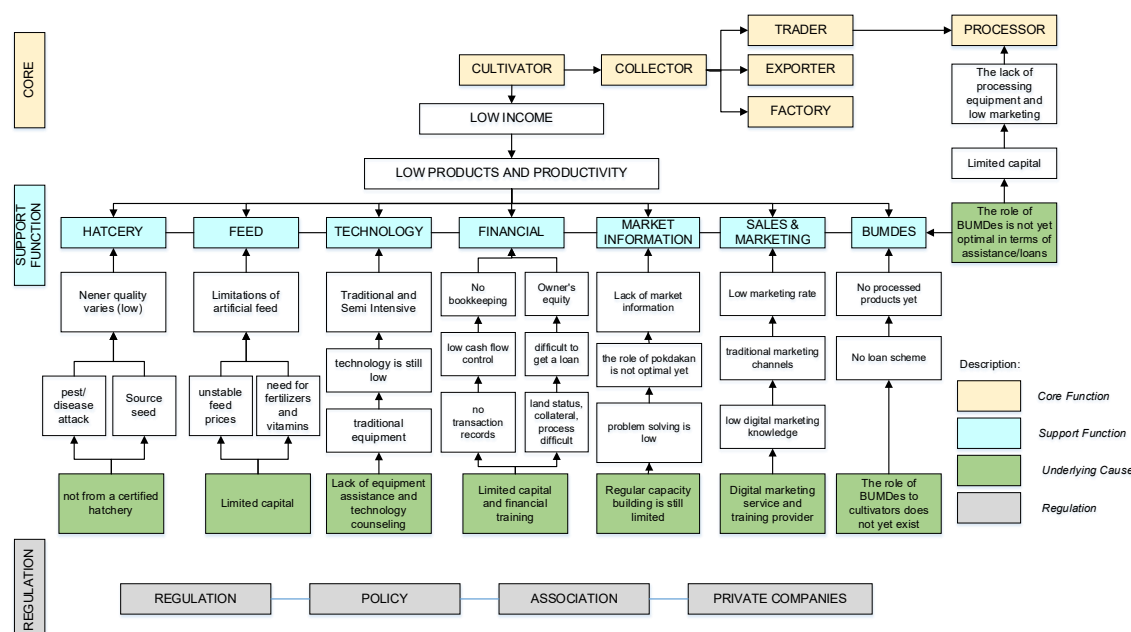 CORE
TRADER
PROCESSOR
CULTIVATOR
COLLECTOR
EXPORTER
FACTORY
The lack of
processing
equipment and
low marketing
LOW INCOME
Limited capital
LOW PRODUCTS AND PRODUCTIVITY
The role of
BUMDes is not yet
optimal in terms of
assistance/loans
SUPPORT
FUNCTION
HATCERY
FEED
TECHNOLOGY
FINANCIAL
MARKET
INFORMATION
SALES &
MARKETING
BUMDES
Nener quality
varies (low)
Limitations of
artificial feed
Traditional and
Semi Intensive
No
bookkeeping
Owner's
equity
Lack of market
information
Low marketing rate
No processed
products yet
technology is still
low
low cash flow
control
difficult to
get a loan
the role of pokdakan
is not optimal yet
traditional marketing
channels
No loan scheme
pest/
disease
attack
Source
seed
unstable
feed
prices
need for
fertilizers
and
vitamins
traditional
equipment
no
transaction
records
land status,
collateral,
process
difficult
problem solving is
low
low digital marketing
knowledge
not from a certified
hatchery
Limited capital
Lack of equipment
assistance and
technology
counseling
Limited capital
and financial
training
Regular capacity
building is still
limited
Digital marketing
service and
training provider
The role of
BUMDes to
cultivators does
not yet exist
Description:
Core Function
Support Function
Underlying Cause
Regulation
REGULATION
REGULATION
POLICY
ASSOCIATION
PRIVATE COMPANIES